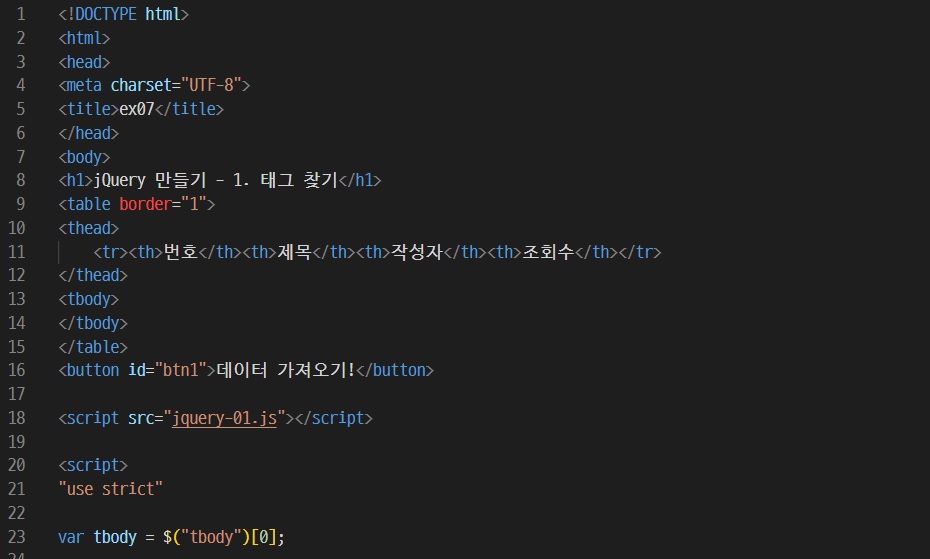 1 <!DOCTYPE html>
2 <html>
3 <head>
4 <meta charset="UTF-8">
5 <title>ex07</title>
6 </head>
7 <body>
8 <h1>jQuery 만들기 - 1. 태그 찾기</h1>
9 <table border="1">
10 <thead>
11     <tr><th>번호</th><th>제목</th><th>작성자</th><th>조회수</th></tr>
12 </thead>
13 <tbody>
14 </tbody>
15 </table>
16 <button id="btn1">데이터 가져오기!</button>
17
18 <script src="jquery-01.js"></script>
19
20 <script>
21 "use strict"
22
23 var tbody = $("tbody")[0];
24